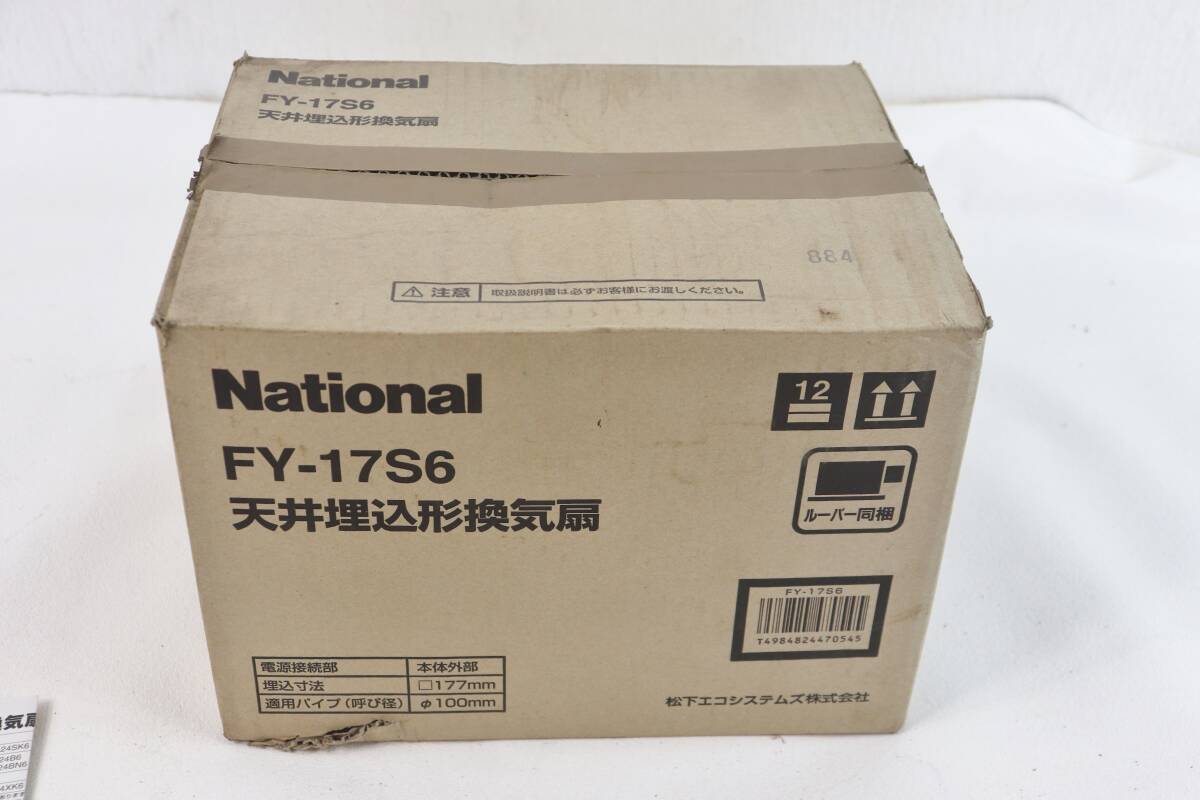 National
FY-17S6
天井埋込形換気扇
884
注意 取扱説明書は必ずお客様にお渡しください。
National
FY-17S6
天井埋込形換気扇
12
ルーバー同梱
FY-17S6
T4984824470545
電源接続部 本体外部
埋込寸法 □177mm
適用パイプ(呼び径) φ100mm
松下エコシステムズ株式会社
気扇
24SK6
24B6
24BN6
4XK6